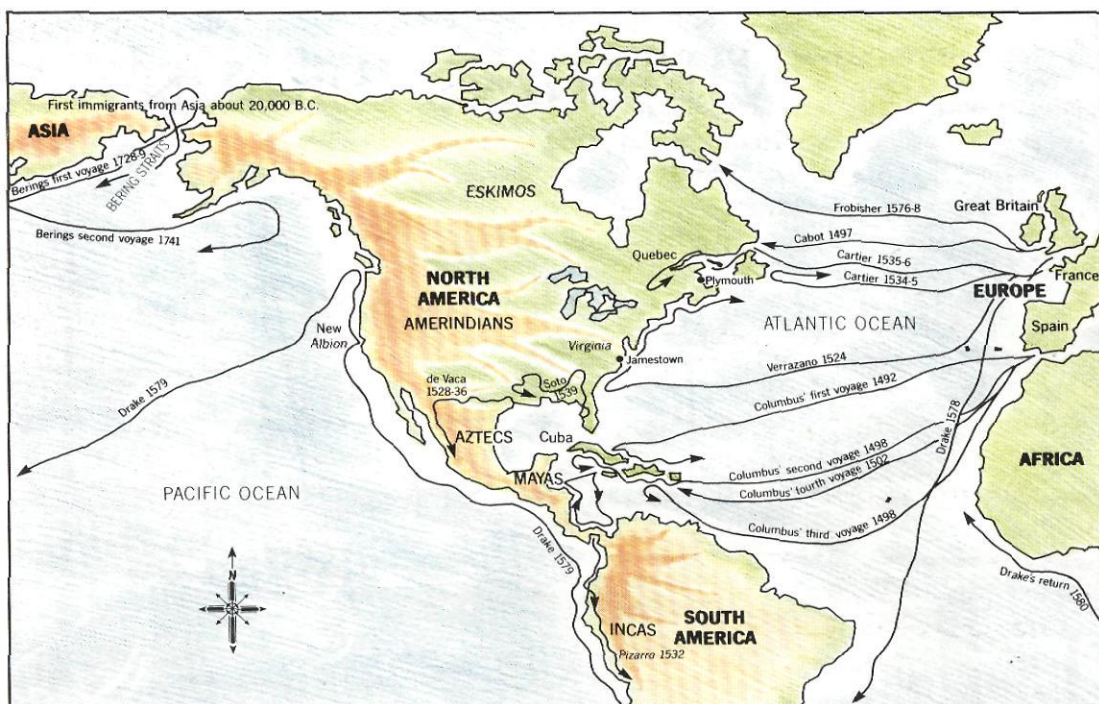 First immigrants from Asia about 20,000 B.C.
ASIA
Berings first voyage 1728-9
BERING STRAITS
Berings second voyage 1741
ESKIMOS
Frobisher 1576-8
Great Britain
Cabot 1497
Quebec
Cartier 1535-6
Cartier 1534-5
France
Plymouth
EUROPE
NORTH
AMERICA
AMERINDIANS
ATLANTIC OCEAN
Spain
New
Albion
Virginia
Jamestown
Verrazano 1524
de Vaca
1528-36
Soto
1539
Columbus' first voyage 1492
Drake 1579
Drake 1578
AZTECS
Cuba
Columbus' second voyage 1498
AFRICA
MAYAS
Columbus' fourth voyage 1502
PACIFIC OCEAN
Columbus' third voyage 1498
Drake 1579
Drake's return 1580
N
SOUTH
AMERICA
INCAS
Pizarro 1532